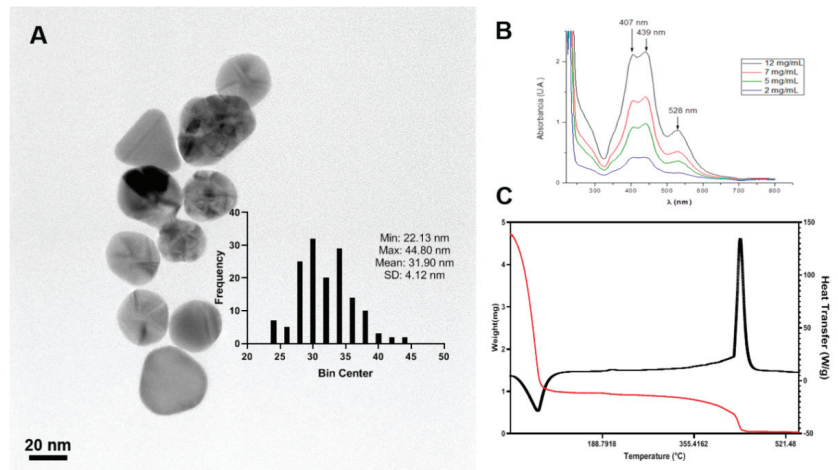 A
40
30
20
10
0
Frequency
Min: 22.13 nm
Max: 44.80 nm
Mean: 31.90 nm
SD: 4.12 nm
20 25 30 35 40 45 50
Bin Center
20 nm
B
407 nm
439 nm
528 nm
12 mg/mL
7 mg/mL
5 mg/mL
2 mg/mL
Absorbancia (U.A.)
2
1
0
300 400 500 600 700 800
λ (nm)
C
5
4
3
2
1
0
Weight(mg)
150
100
50
0
-50
Heat Transfer (W/g)
188.7918 355.4162 521.48
Temperature (°C)